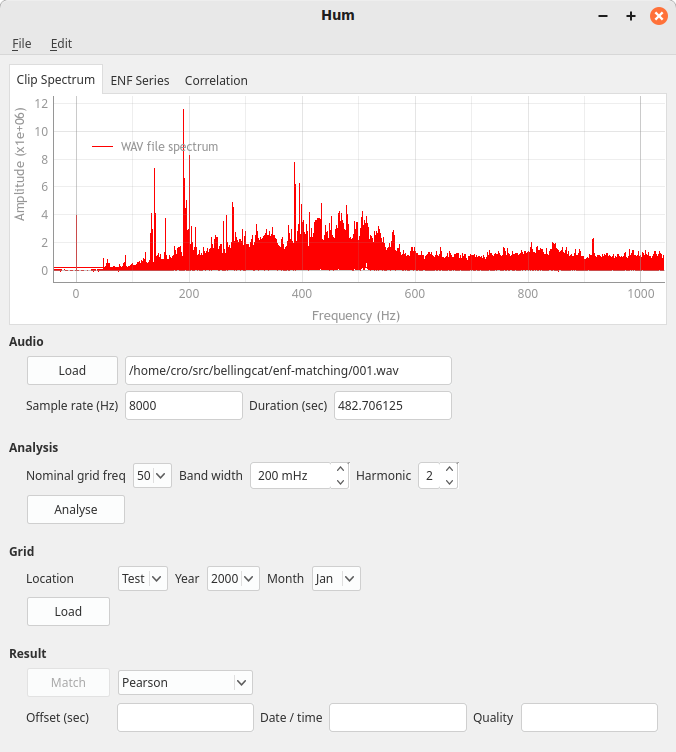 Hum
File Edit
Clip Spectrum ENF Series Correlation
Amplitude (x1e+06)
12
10
8
6
4
2
0
WAV file spectrum
0 200 400 600 800 1000
Frequency (Hz)
Audio
Load /home/cro/src/bellingcat/enf-matching/001.wav
Sample rate (Hz) 8000 Duration (sec) 482.706125
Analysis
Nominal grid freq 50 Band width 200 mHz Harmonic 2
Analyse
Grid
Location Test Year 2000 Month Jan
Load
Result
Match Pearson
Offset (sec) Date / time Quality